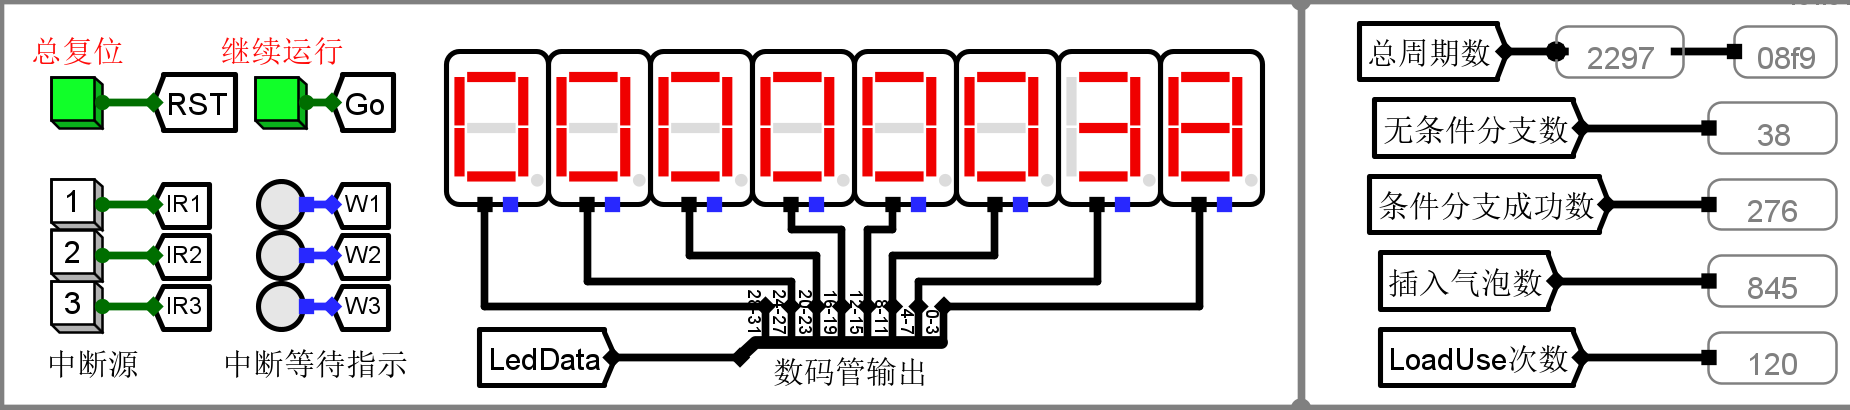 总复位
RST
继续运行
Go
1
IR1
2
IR2
3
IR3
中断源
W1
W2
W3
中断等待指示
00000038
28-31
24-27
20-23
16-19
12-15
8-11
4-7
0-3
LedData
数码管输出
总周期数
2297
08f9
无条件分支数
38
条件分支成功数
276
插入气泡数
845
LoadUse次数
120